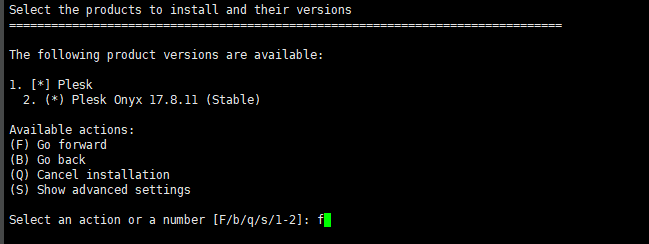 Select the products to install and their versions
===============================================================================
The following product versions are available:
1. [*] Plesk
2. (*) Plesk Onyx 17.8.11 (Stable)
Available actions:
(F) Go forward
(B) Go back
(Q) Cancel installation
(S) Show advanced settings
Select an action or a number [F/b/q/s/1-2]: f